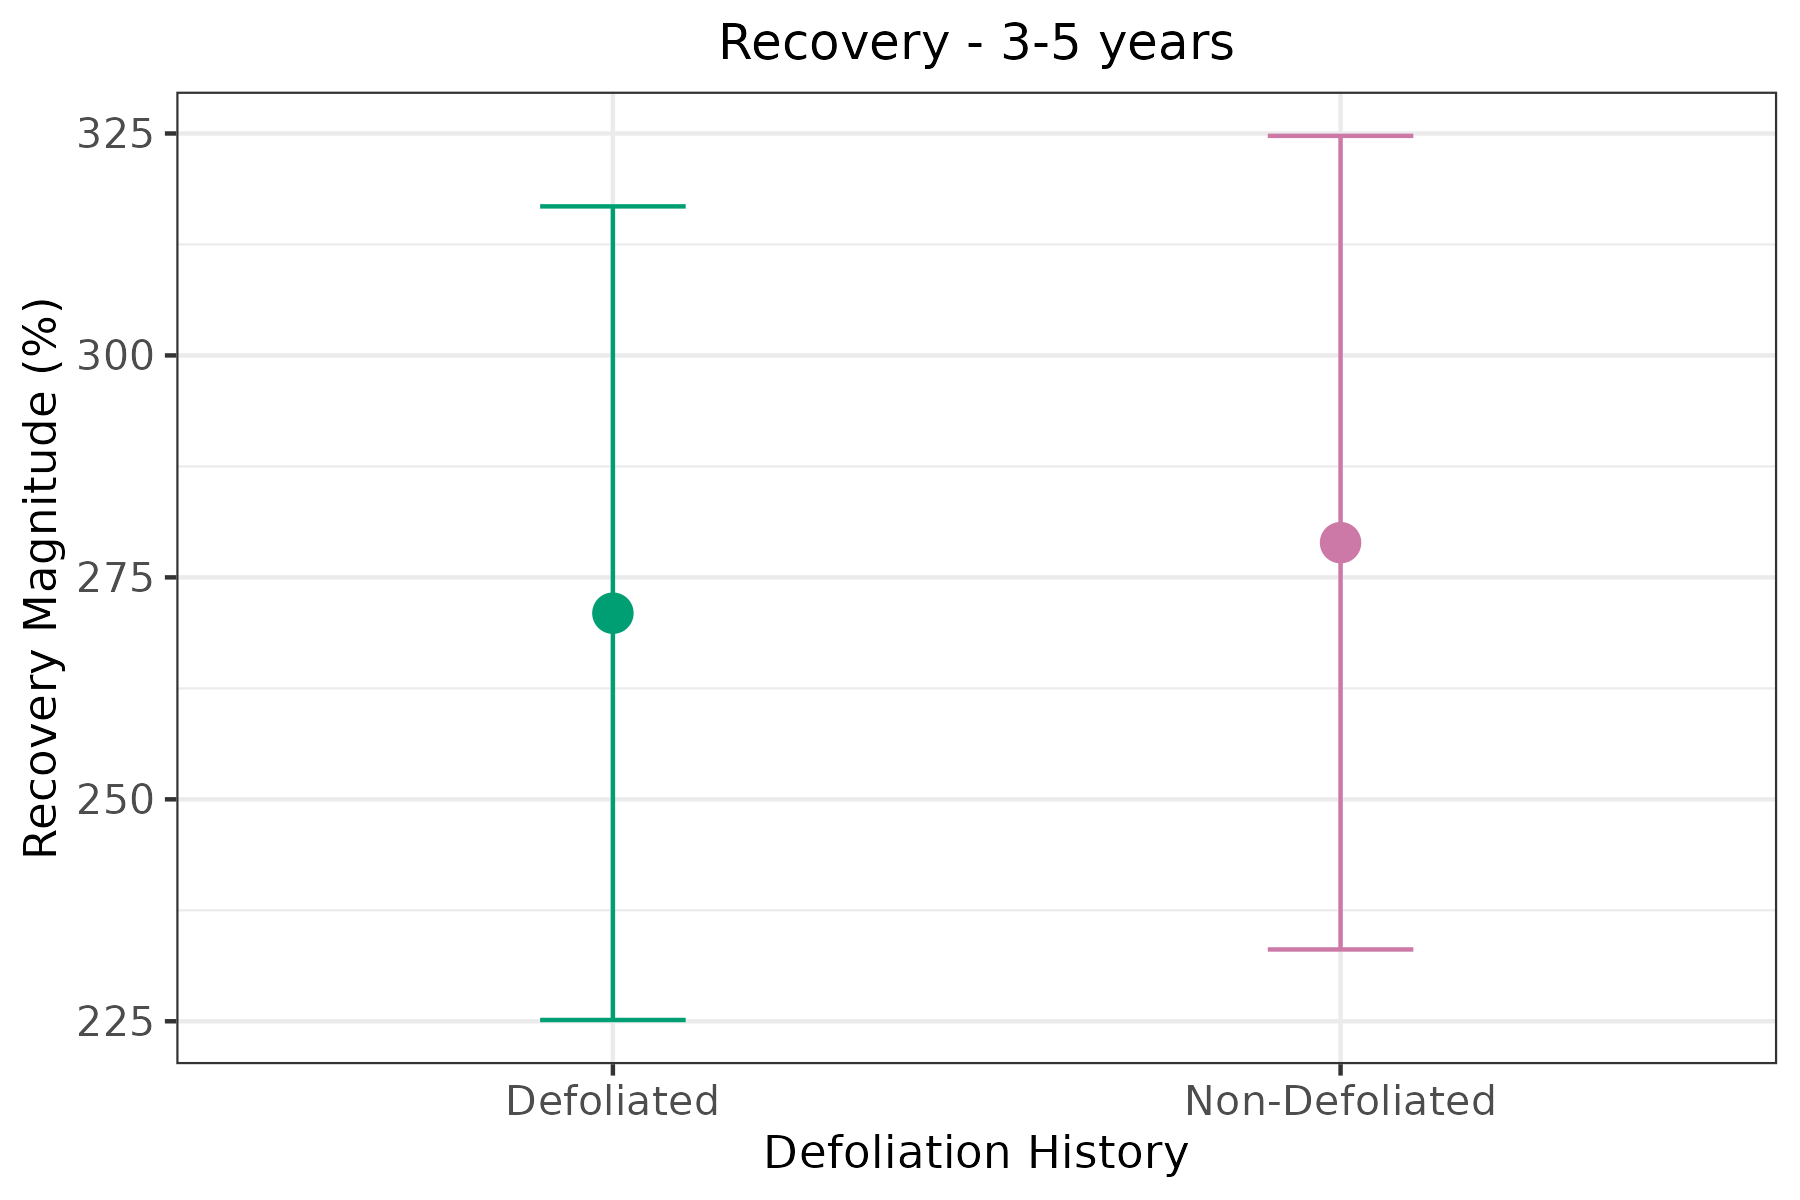 Recovery - 3-5 years
Recovery Magnitude (%)
325
300
275
250
225
Defoliated
Non-Defoliated
Defoliation History